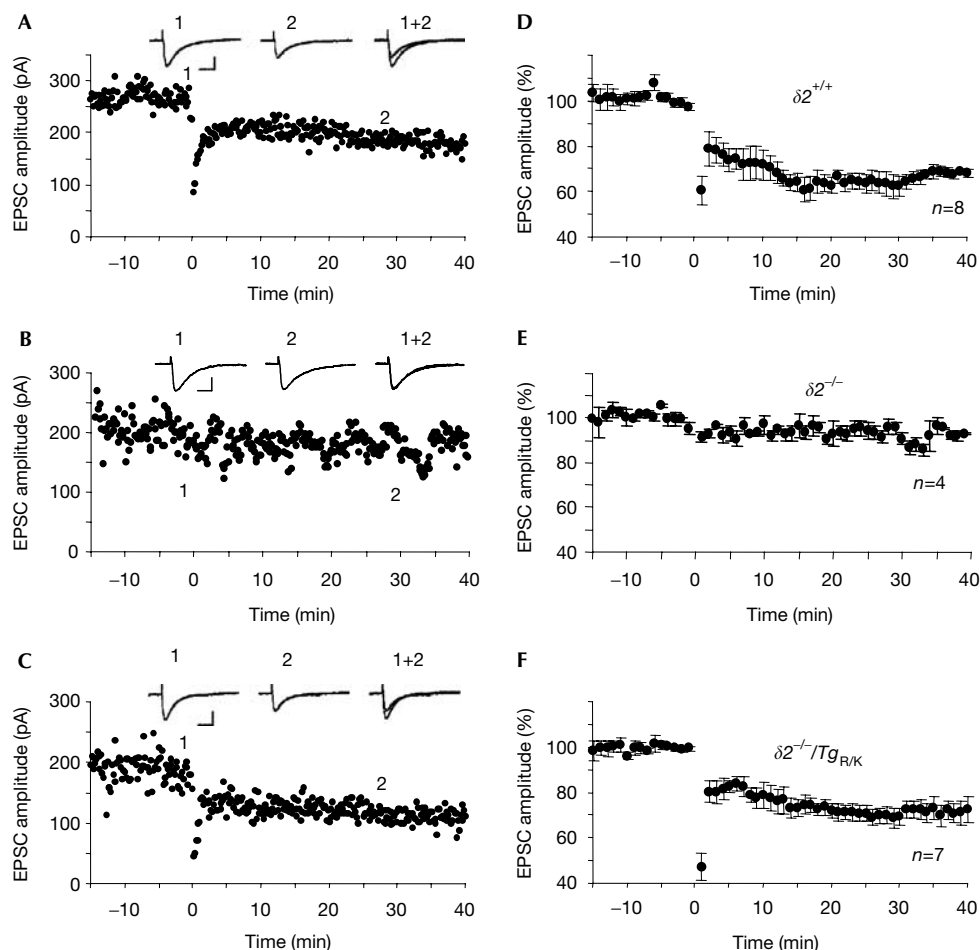 A
1 2 1+2
EPSC amplitude (pA)
300
200
100
0
1
2
−10 0 10 20 30 40
Time (min)
D
EPSC amplitude (%)
100
80
60
40
δ2+/+
n=8
−10 0 10 20 30 40
Time (min)
B
1 2 1+2
EPSC amplitude (pA)
300
200
100
0
1
2
−10 0 10 20 30 40
Time (min)
E
EPSC amplitude (%)
100
80
60
40
δ2−/−
n=4
−10 0 10 20 30 40
Time (min)
C
1 2 1+2
EPSC amplitude (pA)
300
200
100
0
1
2
−10 0 10 20 30 40
Time (min)
F
EPSC amplitude (%)
100
80
60
40
δ2−/−/TgR/K
n=7
−10 0 10 20 30 40
Time (min)